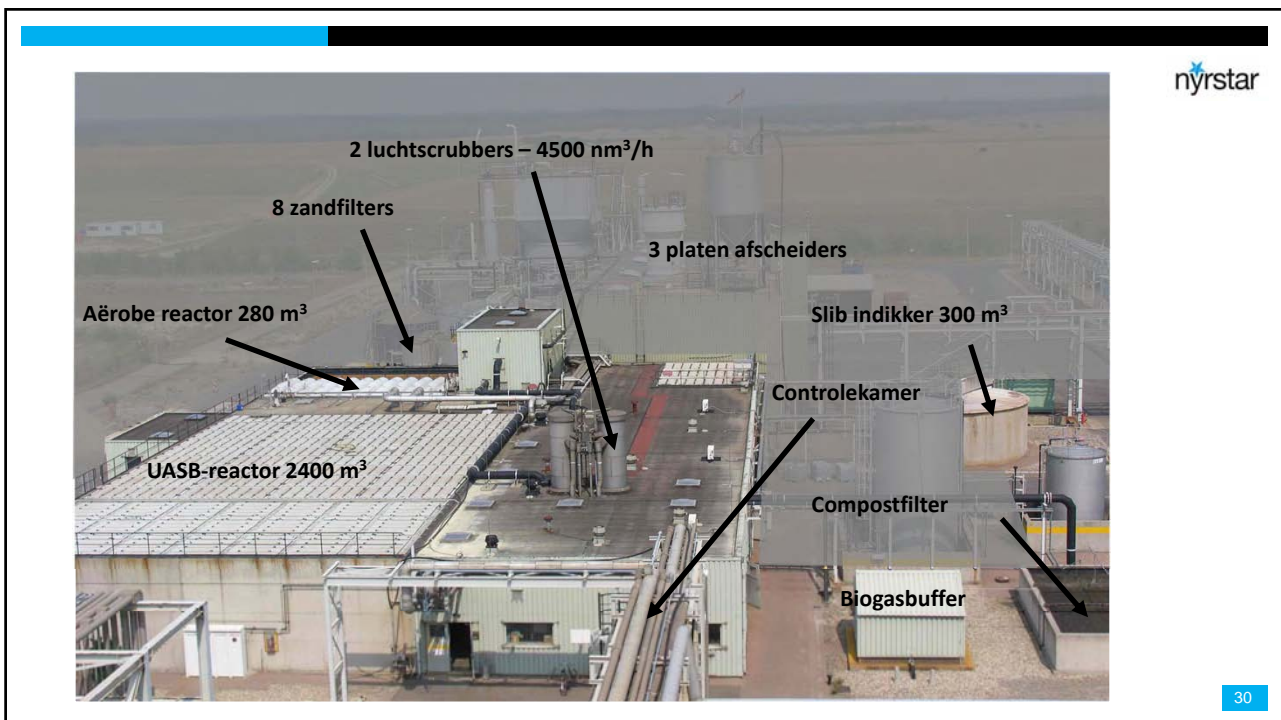 nyrstar
2 luchtscrubbers – 4500 nm³/h
8 zandfilters
3 platen afscheiders
Aërobe reactor 280 m³
Slib indikker 300 m³
Controlekamer
UASB-reactor 2400 m³
Compostfilter
Biogasbuffer
30